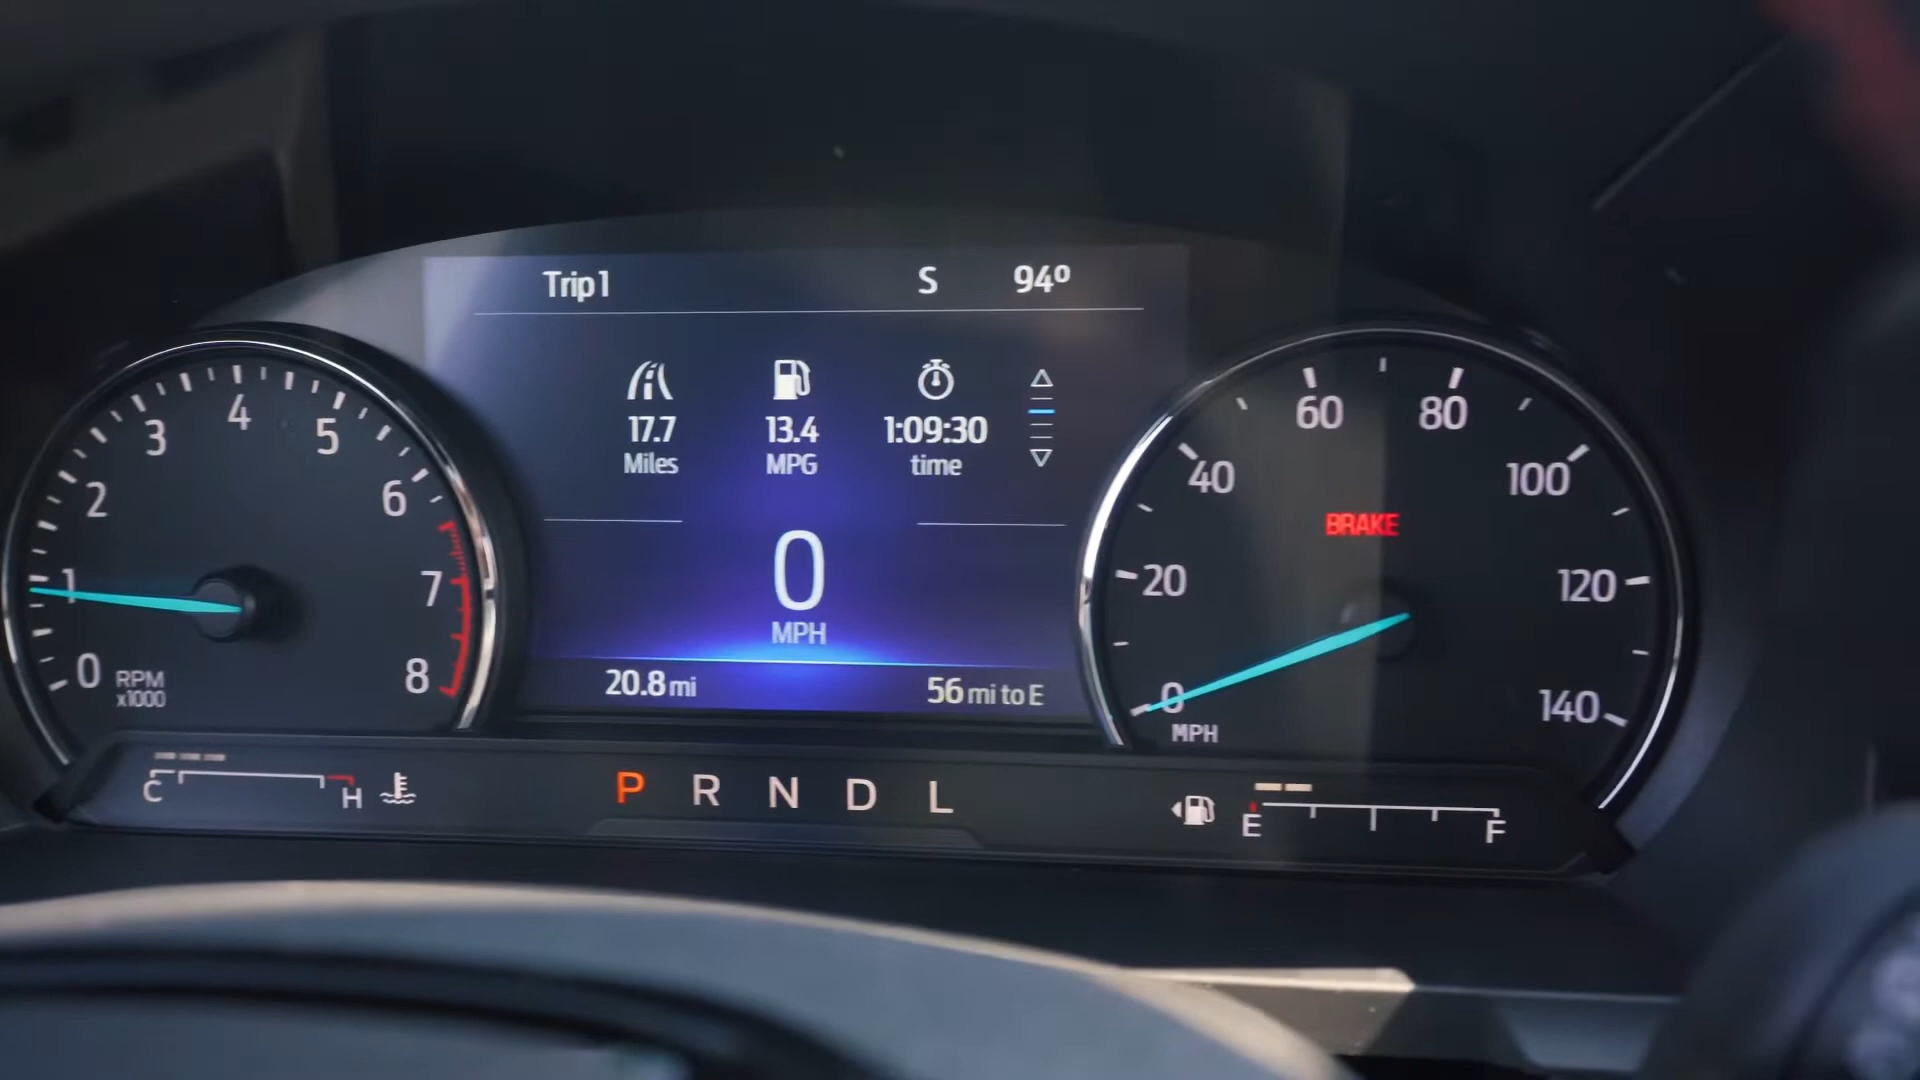 Trip 1 S 94º
17.7 13.4 1:09:30
Miles MPG time
0
MPH
20.8 mi 56 mi to E
0 1 2 3 4 5 6 7 8
RPM
x1000
0 20 40 60 80 100 120 140
MPH
BRAKE
C H
P R N D L
E F